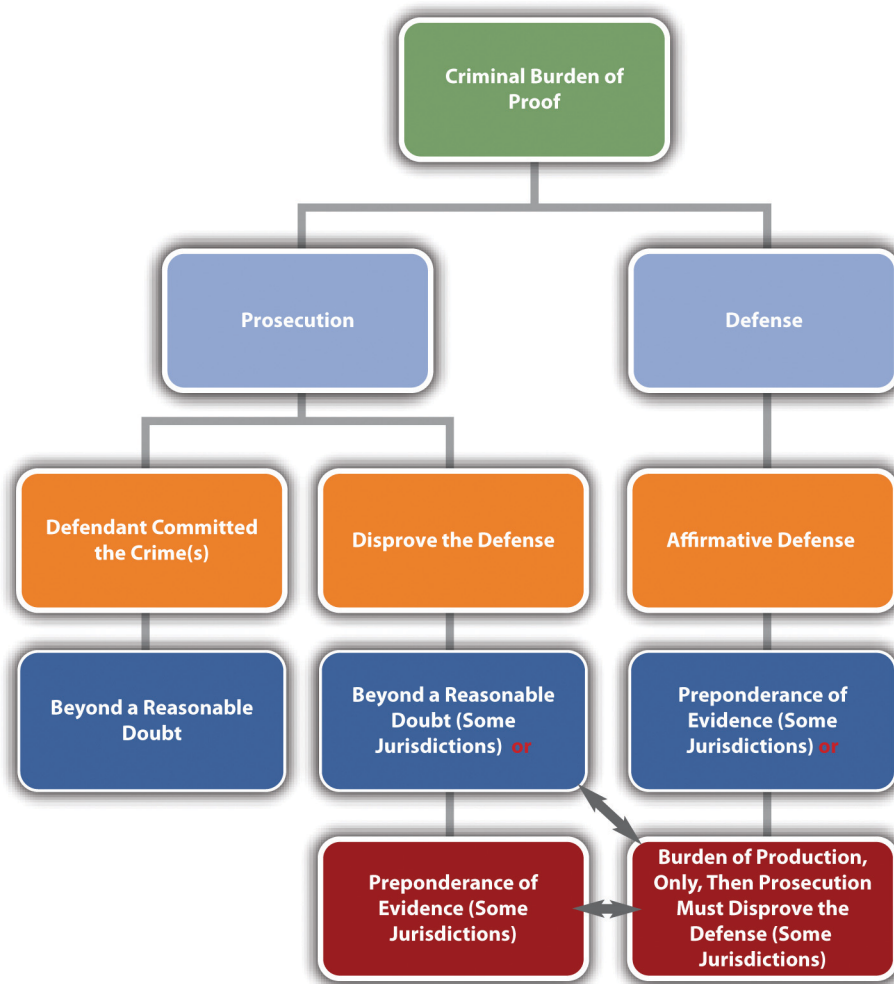 Criminal Burden of
Proof
Prosecution
Defense
Defendant Committed
the Crime(s)
Disprove the Defense
Affirmative Defense
Beyond a Reasonable
Doubt
Beyond a Reasonable
Doubt (Some
Jurisdictions) or
Preponderance of
Evidence (Some
Jurisdictions) or
Preponderance of
Evidence (Some
Jurisdictions)
Burden of Production,
Only, Then Prosecution
Must Disprove the
Defense (Some
Jurisdictions)